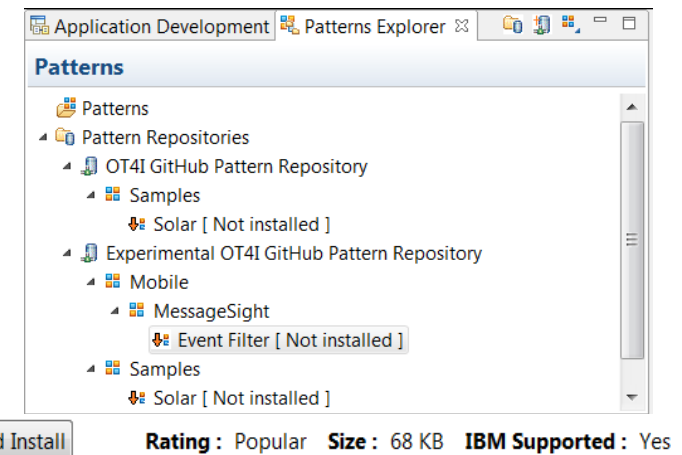 Application Development Patterns Explorer
Patterns
Patterns
Pattern Repositories
OT4I GitHub Pattern Repository
Samples
Solar [ Not installed ]
Experimental OT4I GitHub Pattern Repository
Mobile
MessageSight
Event Filter [ Not installed ]
Samples
Solar [ Not installed ]
d Install Rating : Popular Size : 68 KB IBM Supported : Yes